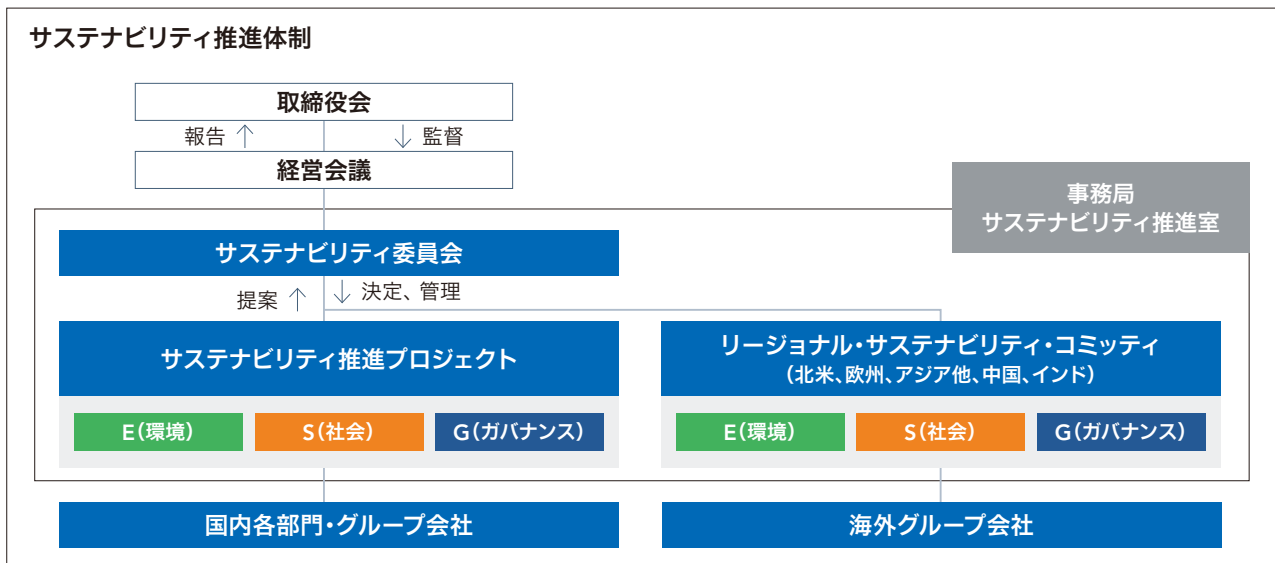 サステナビリティ推進体制
取締役会
報告 ↑ ↓ 監督
経営会議
事務局
サステナビリティ推進室
サステナビリティ委員会
提案 ↑ ↓ 決定、管理
サステナビリティ推進プロジェクト
リージョナル・サステナビリティ・コミッティ
（北米、欧州、アジア他、中国、インド）
E（環境） S（社会） G（ガバナンス）
E（環境） S（社会） G（ガバナンス）
国内各部門・グループ会社
海外グループ会社